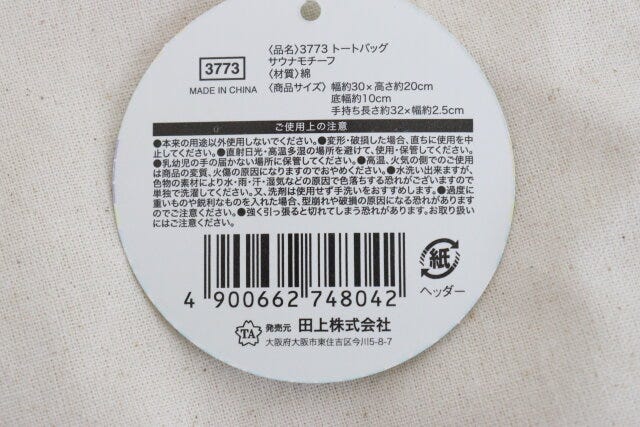 〈品名〉3773 トートバッグ
サウナモチーフ
3773
〈材質〉綿
MADE IN CHINA
〈商品サイズ〉幅約30×高さ約20cm
底幅約10cm
手持ち長さ約32×幅約2.5cm
ご使用上の注意
●本来の用途以外使用しないでください。●変形・破損した場合、直ちに使用を中
止してください。●直射日光・高温多湿の場所を避けて、使用・保管してください。
●乳幼児の手の届かない場所に保管してください。●高温、火気の側でのご使用
は商品の変質、火傷の原因になりますのでおやめください。●水洗い出来ますが、
色物の素材により水・雨・汗・湿気などの原因で色落ちする恐れがございますので
単独で洗濯してください。又、洗剤は使用せず手洗いをおすすめします。●過度に
重いものや鋭利なものを入れた場合、型崩れや破損の原因になる恐れがあります
のでご注意ください。●強く引っ張ると切れてしまう恐れがあります。お取り扱い
にはご注意ください。
紙
ヘッダー
4 900662 748042
TA 発売元 田上株式会社
大阪府大阪市東住吉区今川5-8-7